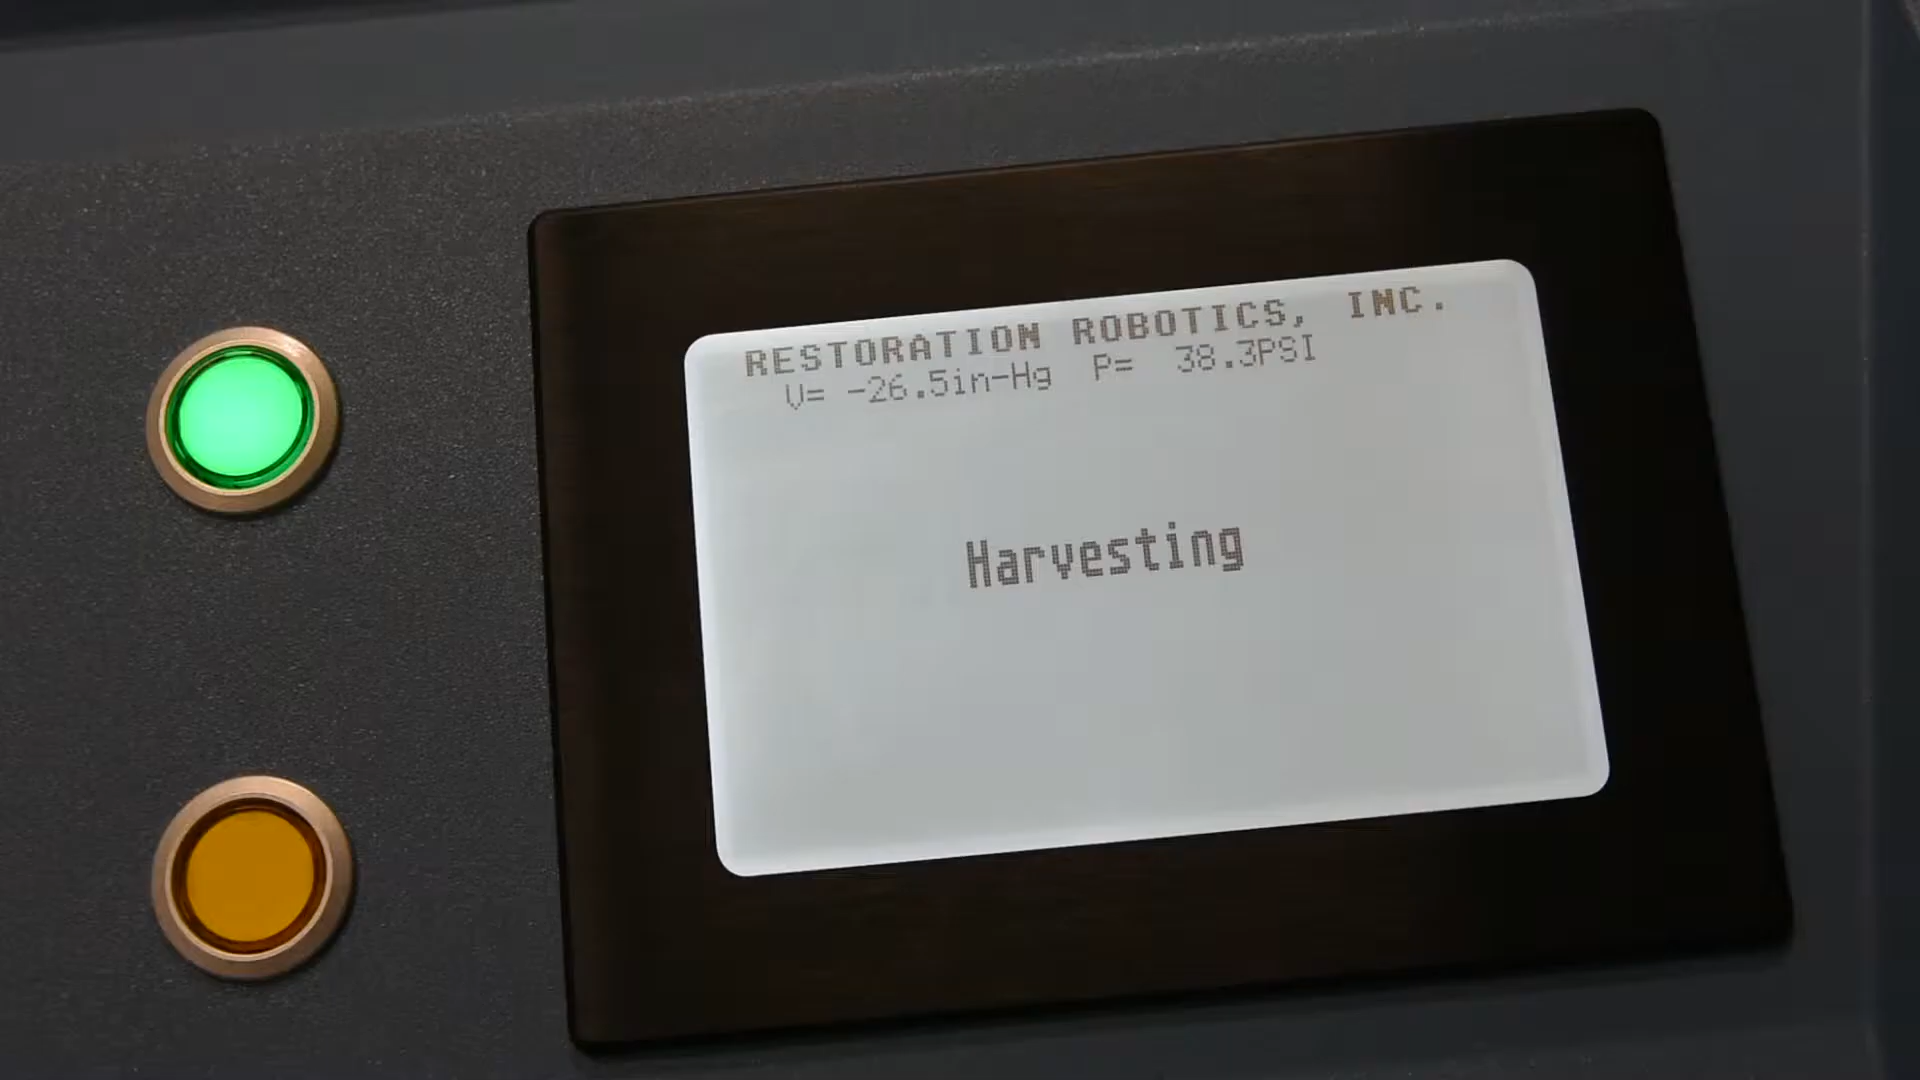 RESTORATION ROBOTICS, INC.
V= -26.5in-Hg P= 38.3PSI
Harvesting